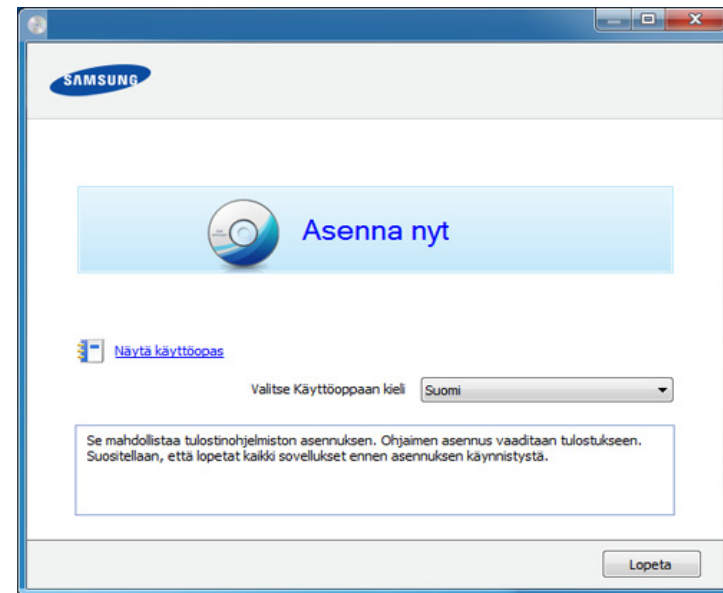 SAMSUNG
Asenna nyt
Näytä käyttöopas
Valitse Käyttöoppaan kieli Suomi
Se mahdollistaa tulostinohjelmiston asennuksen. Ohjaimen asennus vaaditaan tulostukseen.
Suositellaan, että lopetat kaikki sovellukset ennen asennuksen käynnistystä.
Lopeta